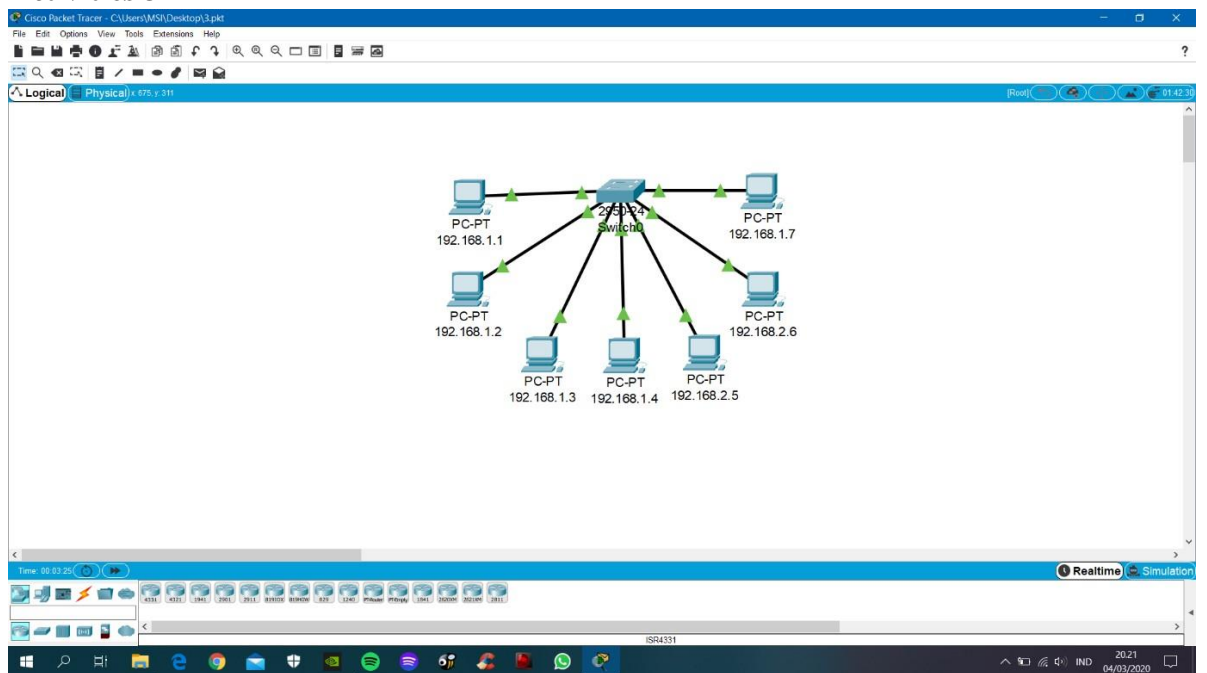 Cisco Packet Tracer - C:\Users\MSI\Desktop\3.pkt
File Edit Options View Tools Extensions Help
?
Logical Physical x: 675, y: 311 [Root] 01:42:30
2950-24
Switch0
PC-PT
192.168.1.1
PC-PT
192.168.1.7
PC-PT
192.168.1.2
PC-PT
192.168.2.6
PC-PT
192.168.1.3
PC-PT
192.168.1.4
PC-PT
192.168.2.5
Time: 00:03:25 Realtime Simulation
4331 4321 1941 2901 2911 819IOX 819HGW 829 1240 PT-Router PT-Empty 1841 2620XM 2621XM 2811
ISR4331
IND
20.21
04/03/2020